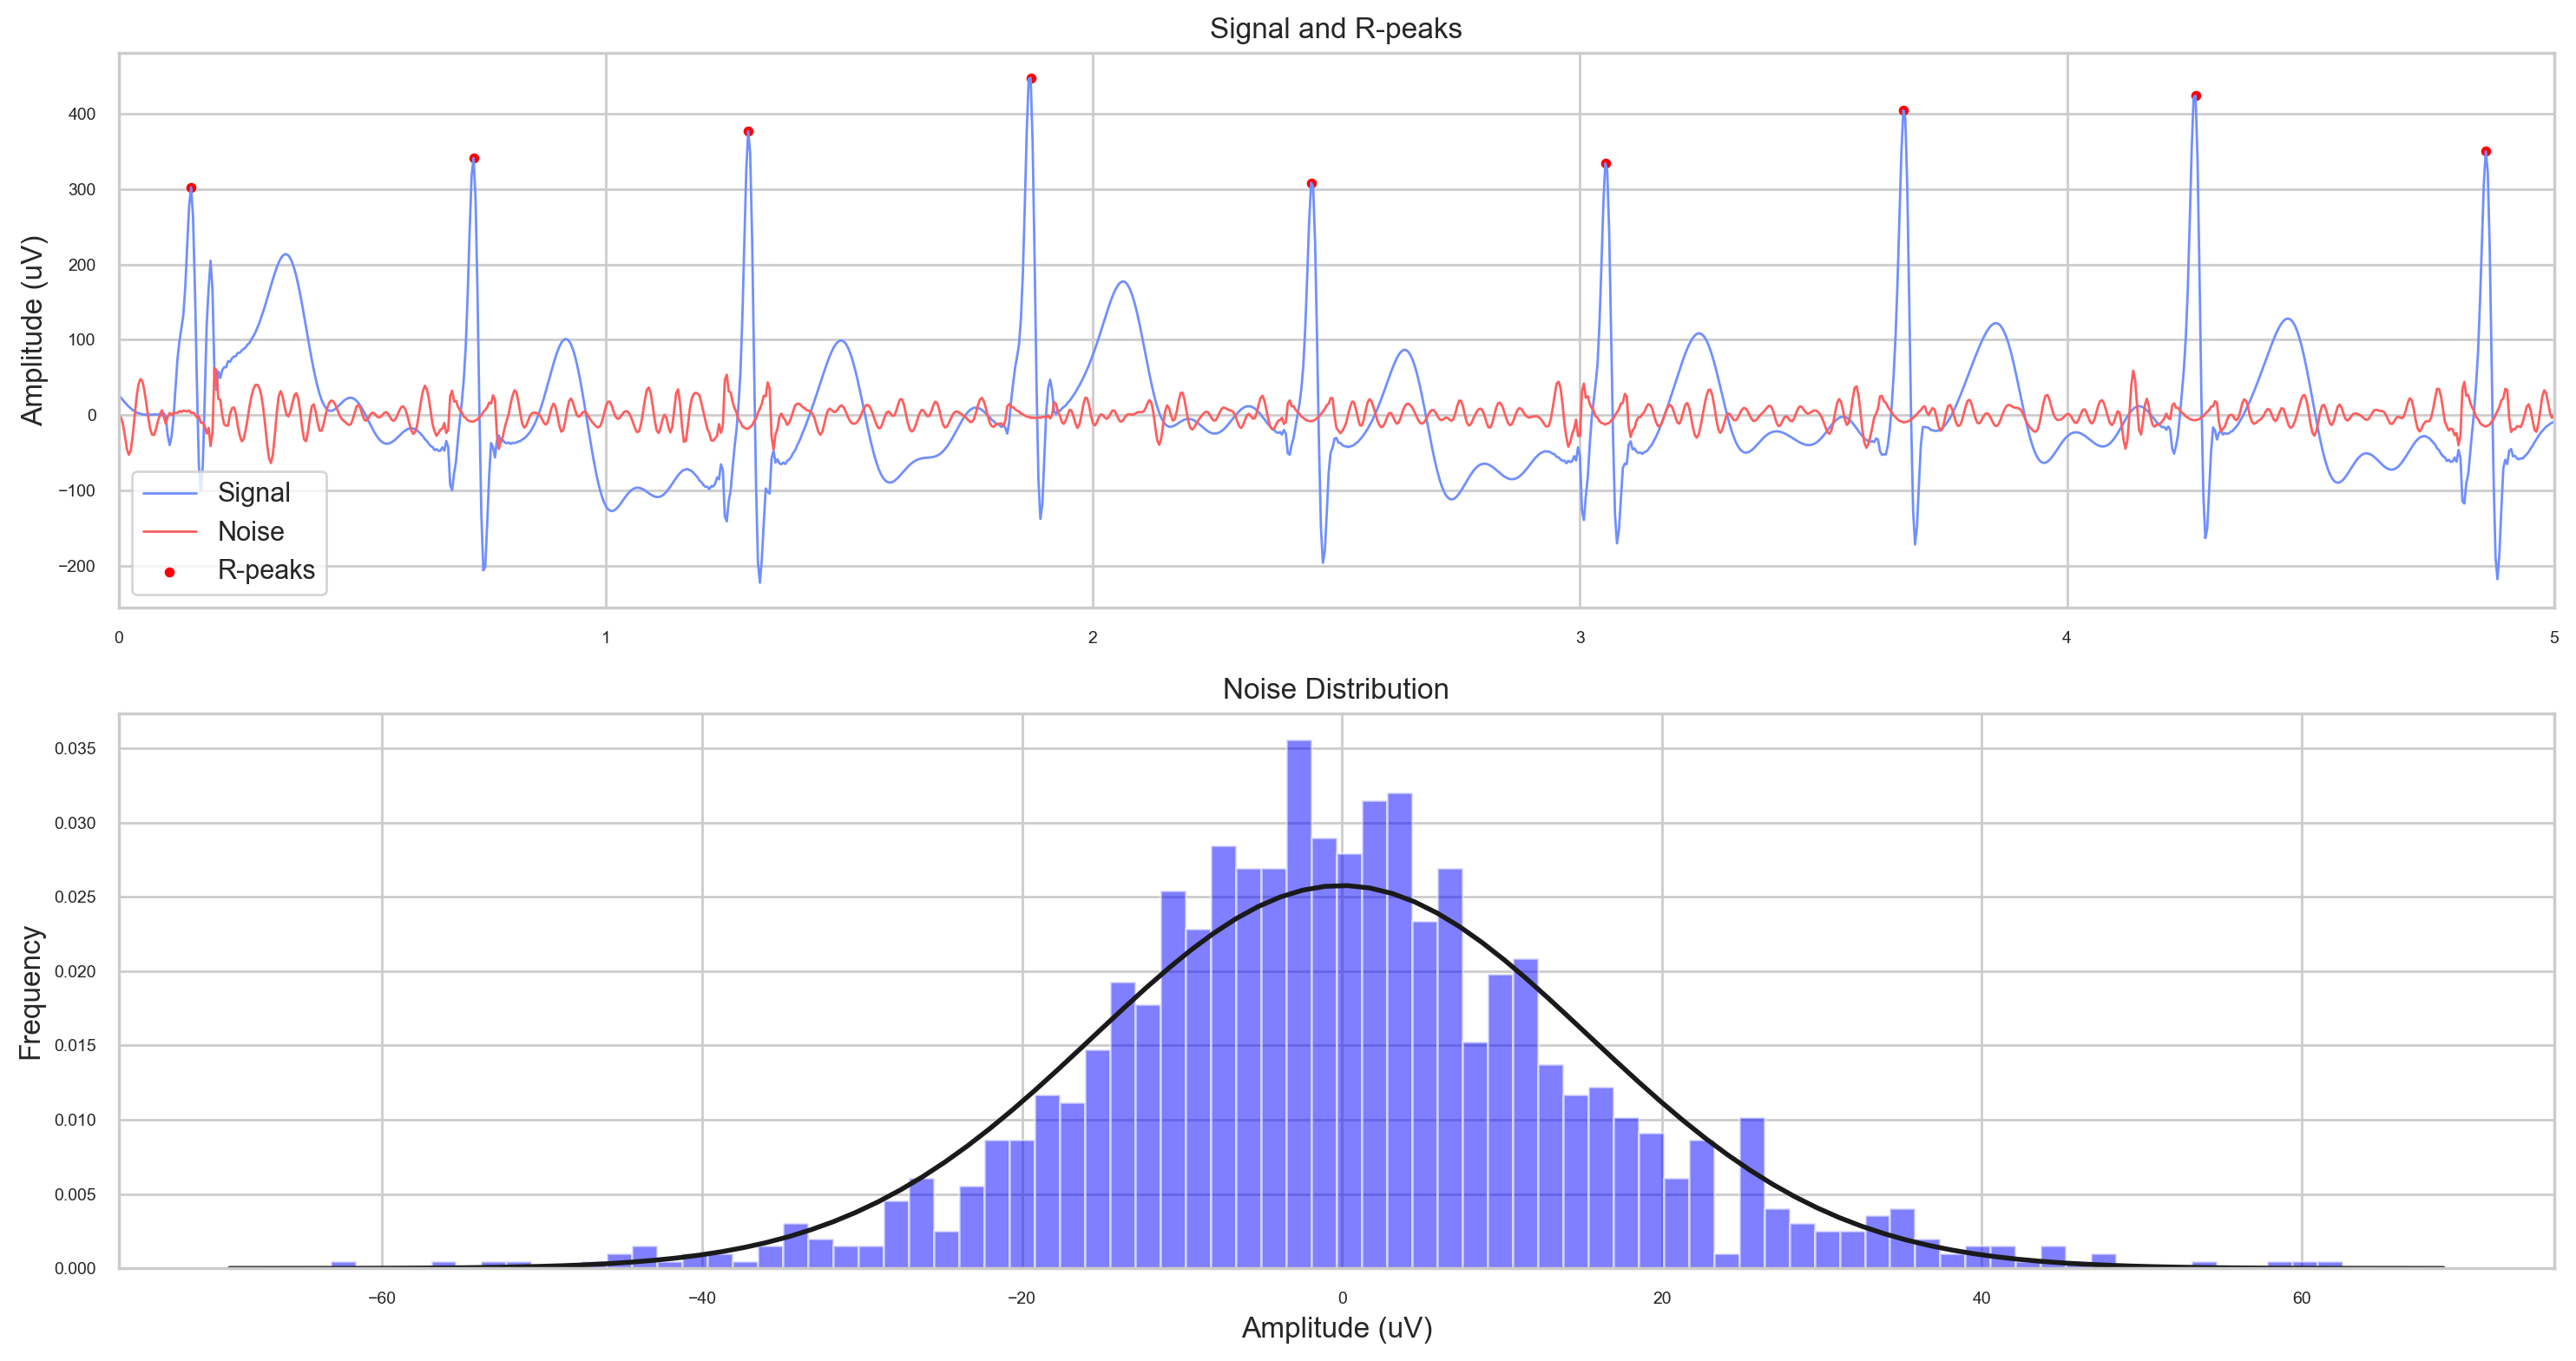 Signal and R-peaks
Amplitude (uV)
400
300
200
100
0
−100
−200
Signal
Noise
R-peaks
0 1 2 3 4 5
Noise Distribution
Frequency
0.035
0.030
0.025
0.020
0.015
0.010
0.005
0.000
−60 −40 −20 0 20 40 60
Amplitude (uV)